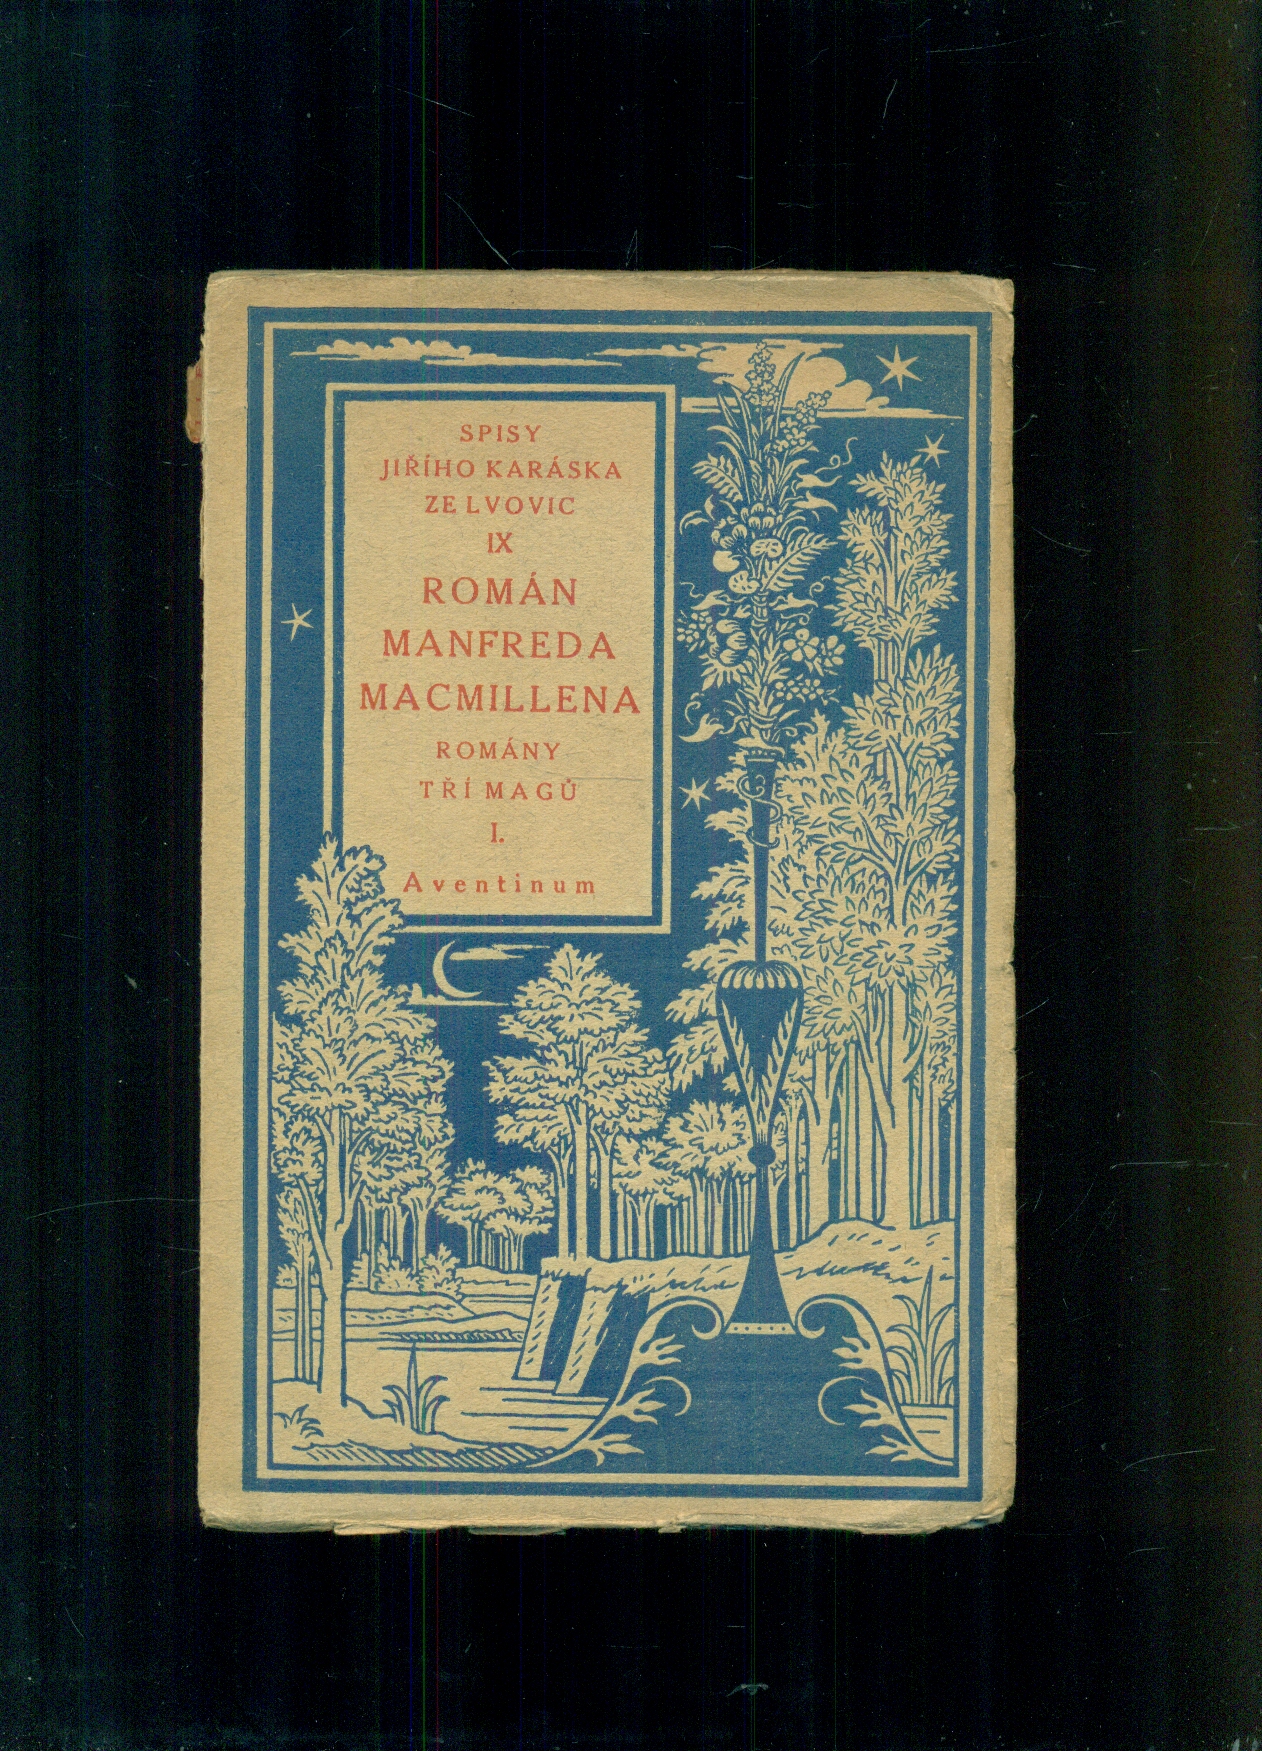 SPISY
JIŘÍHO KARÁSKA
ZE LVOVIC
IX
ROMÁN
MANFREDA
MACMILLENA
ROMÁNY
TŘÍ MAGŮ
I.
Aventinum